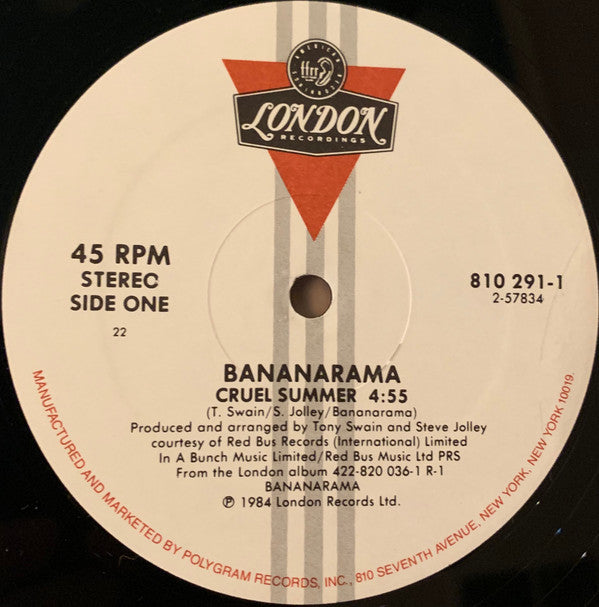 AMERICAN
ffrr
RECORDINGS
LONDON
RECORDINGS
45 RPM
STEREO
SIDE ONE
22
810 291-1
2-57834
BANANARAMA
CRUEL SUMMER 4:55
(T. Swain/S. Jolley/Bananarama)
Produced and arranged by Tony Swain and Steve Jolley
courtesy of Red Bus Records (International) Limited
In A Bunch Music Limited/Red Bus Music Ltd PRS
From the London album 422-820 036-1 R-1
BANANARAMA
℗ 1984 London Records Ltd.
MANUFACTURED AND MARKETED BY POLYGRAM RECORDS, INC., 810 SEVENTH AVENUE, NEW YORK, NEW YORK 10019.